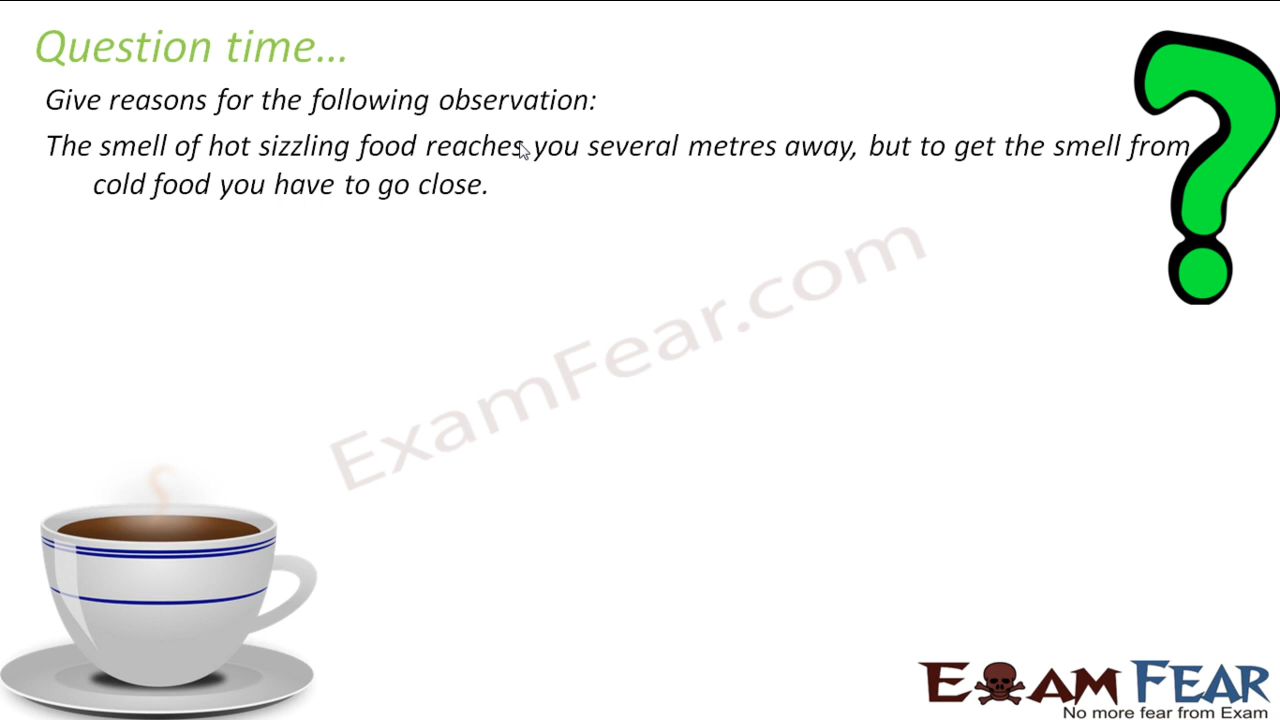 Question time...
Give reasons for the following observation:
The smell of hot sizzling food reaches you several metres away, but to get the smell from
cold food you have to go close.
ExamFear.com
EXAM FEAR
No more fear from Exam